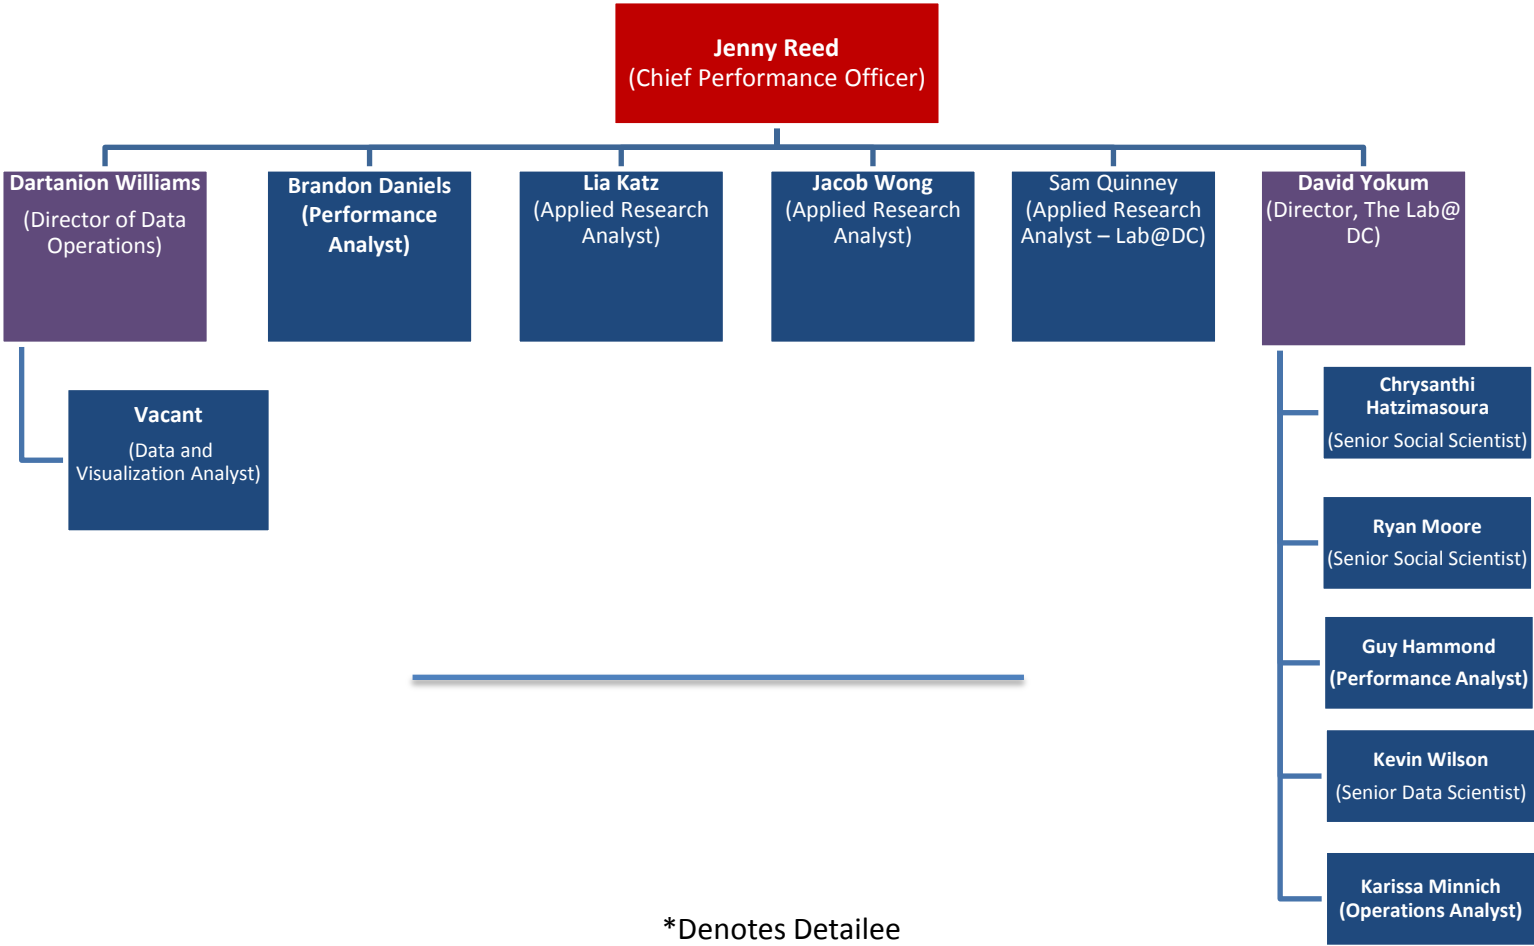 Jenny Reed
(Chief Performance Officer)
Dartanion Williams
(Director of Data
Operations)
Brandon Daniels
(Performance
Analyst)
Lia Katz
(Applied Research
Analyst)
Jacob Wong
(Applied Research
Analyst)
Sam Quinney
(Applied Research
Analyst – Lab@DC)
David Yokum
(Director, The Lab@
DC)
Vacant
(Data and
Visualization Analyst)
Chrysanthi
Hatzimasoura
(Senior Social Scientist)
Ryan Moore
(Senior Social Scientist)
Guy Hammond
(Performance Analyst)
Kevin Wilson
(Senior Data Scientist)
Karissa Minnich
(Operations Analyst)
*Denotes Detailee